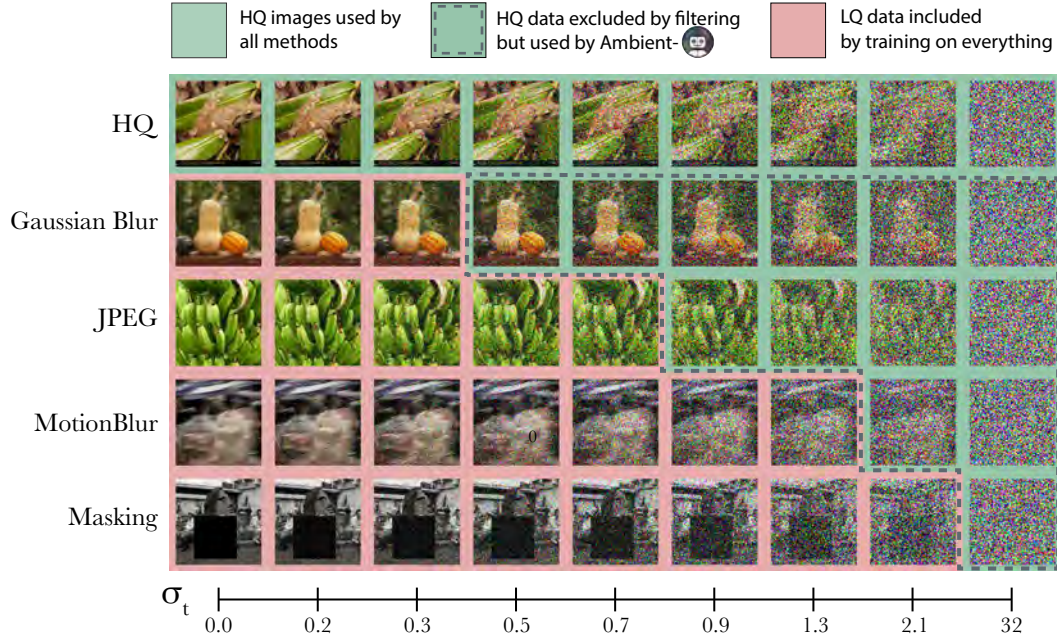 HQ images used by
all methods
HQ data excluded by filtering
but used by Ambient-
LQ data included
by training on everything
HQ
Gaussian Blur
JPEG
MotionBlur
0
Masking
σt
0.0 0.2 0.3 0.5 0.7 0.9 1.3 2.1 32